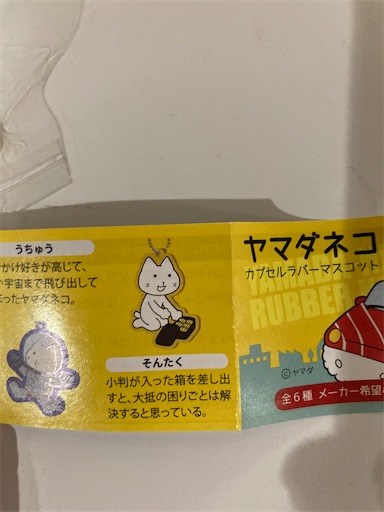 うちゅう
かけ好きが高じて、
宇宙まで飛び出して
ったヤマダネコ。
そんたく
小判が入った箱を差し出
すと、大抵の困りごとは解
決すると思っている。
ヤマダネコ
カプセルラバーマスコット
RUBBER
©ヤマダ
全6種 メーカー希望